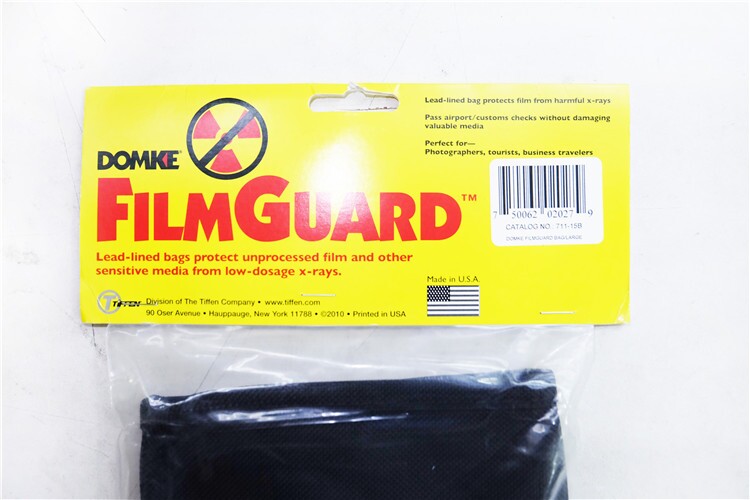 DOMKE®
FILMGUARD™
Lead-lined bags protect unprocessed film and other
sensitive media from low-dosage x-rays.
T TIFFEN Division of The Tiffen Company • www.tiffen.com
90 Oser Avenue • Hauppauge, New York 11788 • ©2010 • Printed in USA
Lead-lined bag protects film from harmful x-rays
Pass airport/customs checks without damaging
valuable media
Perfect for—
Photographers, tourists, business travelers
7 50062 02027 9
CATALOG NO. 711-15B
DOMKE FILMGUARD BAG/LARGE
Made in U.S.A.